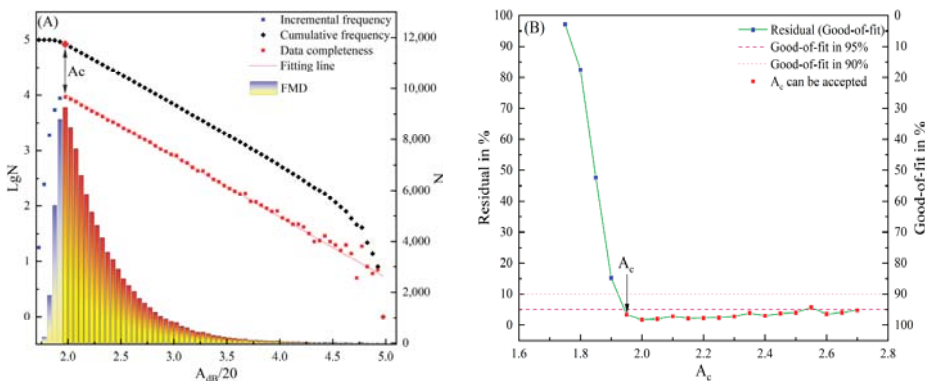 (A)
Incremental frequency
Cumulative frequency
Data completeness
Fitting line
FMD
Ac
LgN
5
4
3
2
1
0
N
12,000
10,000
8,000
6,000
4,000
2,000
0
2.0 2.5 3.0 3.5 4.0 4.5 5.0
A_dB/20
(B)
Residual (Good-of-fit)
Good-of-fit in 95%
Good-of-fit in 90%
A_c can be accepted
A_c
Residual in %
100
90
80
70
60
50
40
30
20
10
0
Good-of-fit in %
0
10
20
30
40
50
60
70
80
90
100
1.6 1.8 2.0 2.2 2.4 2.6 2.8
A_c